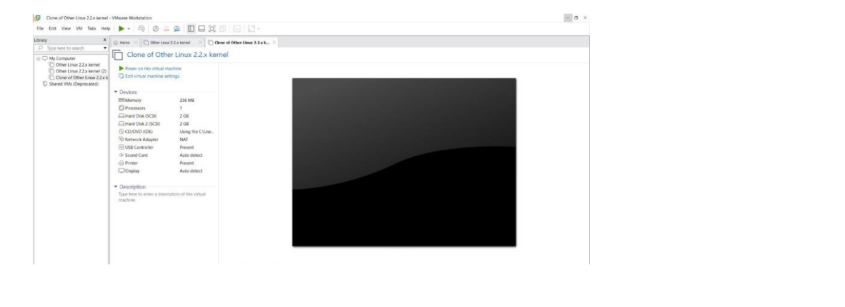 Clone of Other Linux 2.2.x kernel - VMware Workstation
File Edit View VM Tabs Help
Library
Type here to search
My Computer
Other Linux 2.2.x kernel
Other Linux 2.2.x kernel (2)
Clone of Other Linux 2.2.x k
Shared VMs (Deprecated)
Home
Other Linux 2.2.x kernel
Clone of Other Linux 2.2.x k...
Clone of Other Linux 2.2.x kernel
Power on this virtual machine
Edit virtual machine settings
Devices
Memory 256 MB
Processors 1
Hard Disk (SCSI) 2 GB
Hard Disk 2 (SCSI) 2 GB
CD/DVD (IDE) Using file C:\Use...
Network Adapter NAT
USB Controller Present
Sound Card Auto detect
Printer Present
Display Auto detect
Description
Type here to enter a description of this virtual
machine.